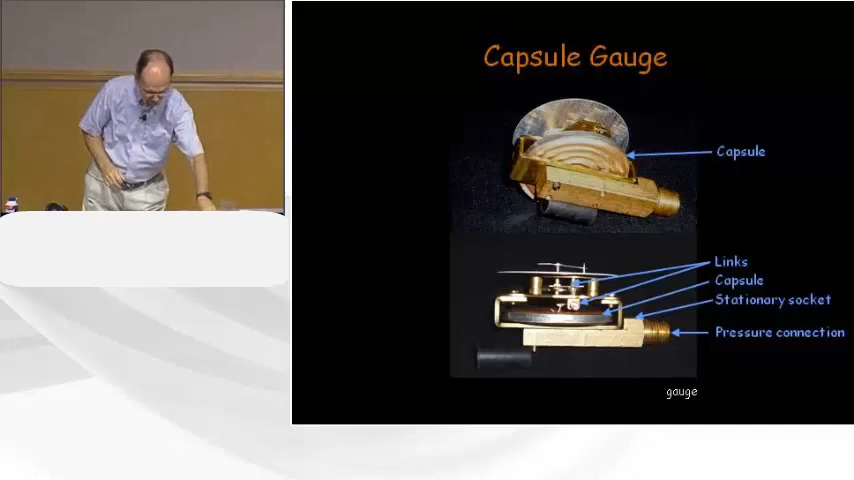 Capsule Gauge
Capsule
Links
Capsule
Stationary socket
Pressure connection
gauge